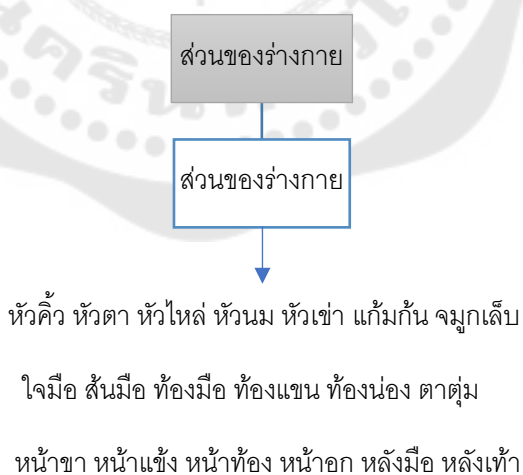 ส่วนของร่างกาย
ส่วนของร่างกาย
หัวคิ้ว หัวตา หัวไหล่ หัวนม หัวเข่า แก้มก้น จมูกเล็บ
ใจมือ ส้นมือ ท้องมือ ท้องแขน ท้องน่อง ตาตุ่ม
หน้าขา หน้าแข้ง หน้าท้อง หน้าอก หลังมือ หลังเท้า